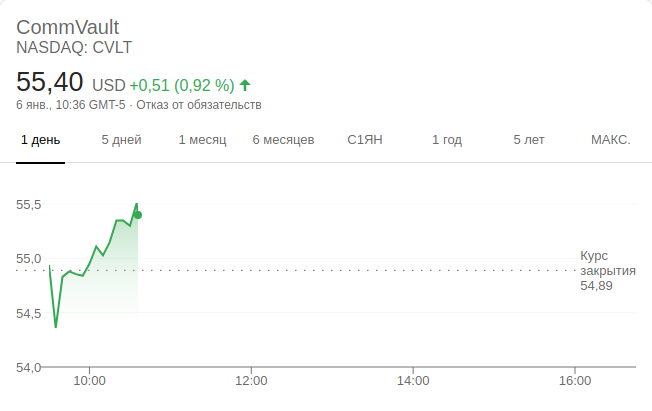 CommVault
NASDAQ: CVLT
55,40 USD +0,51 (0,92 %)
6 янв., 10:36 GMT-5 · Отказ от обязательств
1 день 5 дней 1 месяц 6 месяцев С1ЯН 1 год 5 лет МАКС.
55,5
55,0
Курс
закрытия
54,89
54,5
54,0
10:00 12:00 14:00 16:00